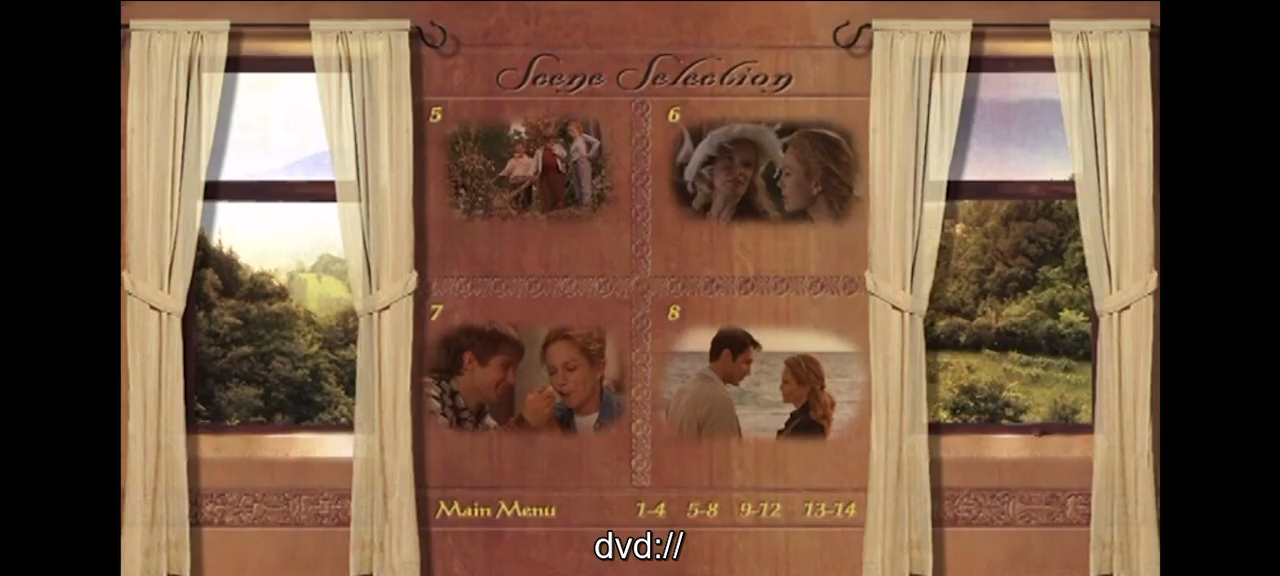 Scene Selection
5
6
7
8
Main Menu 1-4 5-8 9-12 13-14
dvd://